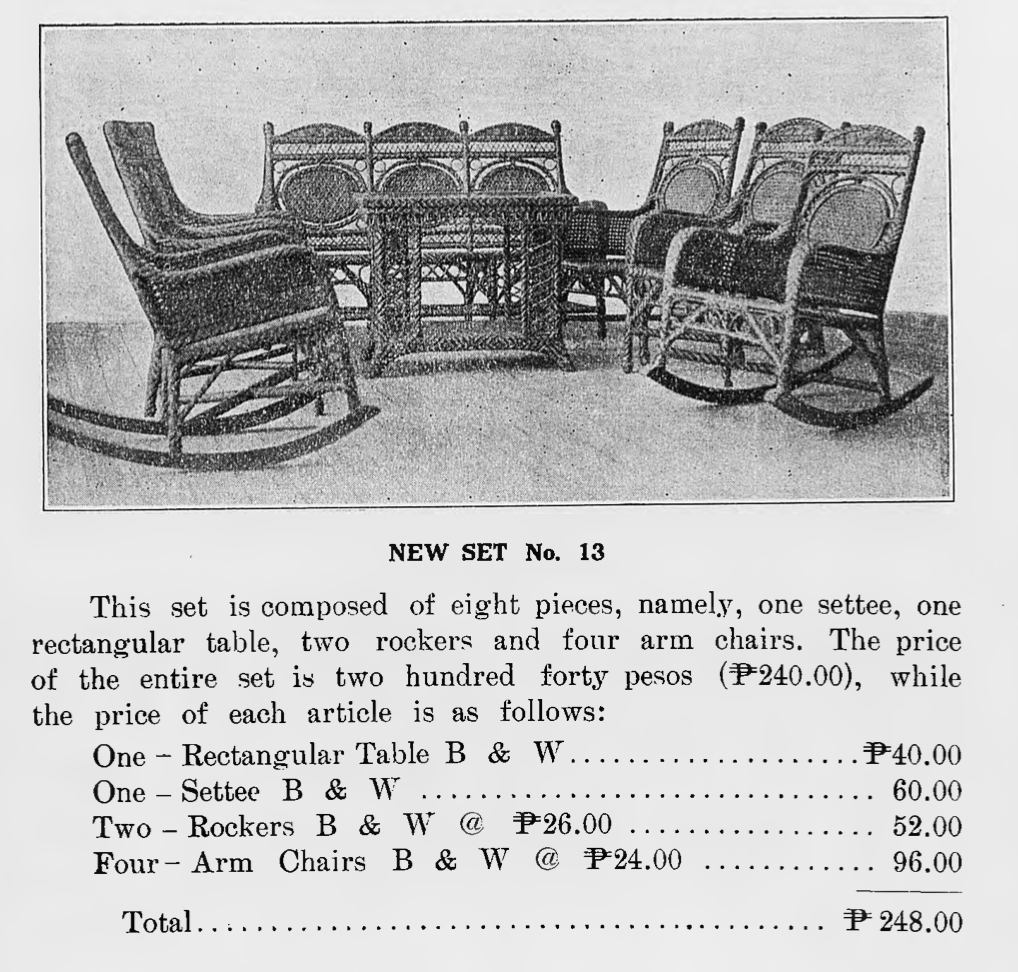 NEW SET No. 13
This set is composed of eight pieces, namely, one settee, one
rectangular table, two rockers and four arm chairs. The price
of the entire set is two hundred forty pesos (₱240.00), while
the price of each article is as follows:
One – Rectangular Table B & W.................... ₱40.00
One – Settee B & W ............................... 60.00
Two – Rockers B & W @ ₱26.00 ................. 52.00
Four – Arm Chairs B & W @ ₱24.00 ............ 96.00
Total.......................................... ₱ 248.00